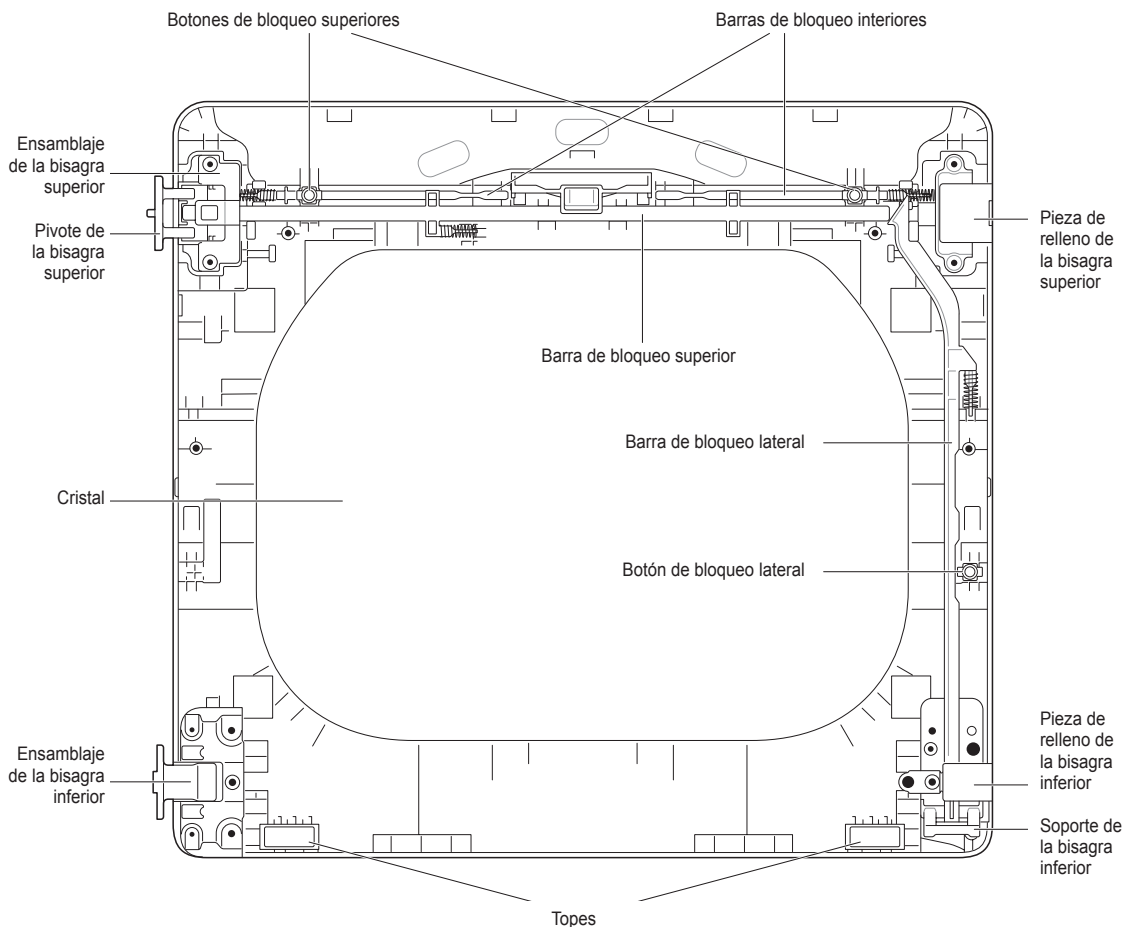 Botones de bloqueo superiores
Barras de bloqueo interiores
Ensamblaje
de la bisagra
superior
Pivote de
la bisagra
superior
Pieza de
relleno de
la bisagra
superior
Barra de bloqueo superior
Barra de bloqueo lateral
Cristal
Botón de bloqueo lateral
Ensamblaje
de la bisagra
inferior
Pieza de
relleno de
la bisagra
inferior
Soporte de
la bisagra
inferior
Topes